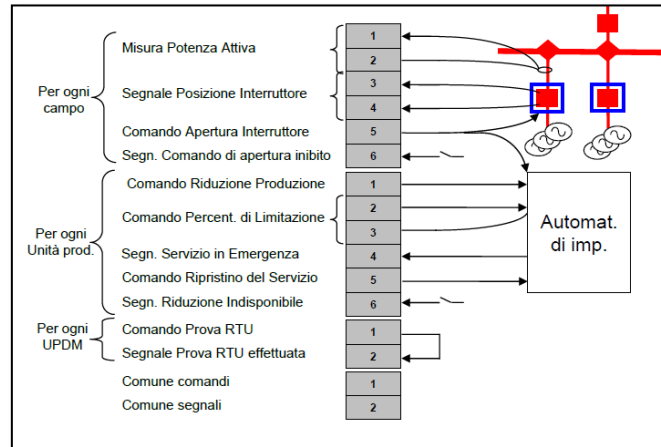 Per ogni
campo
Misura Potenza Attiva
1
2
Segnale Posizione Interruttore
3
4
Comando Apertura Interruttore
5
Segn. Comando di apertura inibito
6
Per ogni
Unità prod.
Comando Riduzione Produzione
1
Comando Percent. di Limitazione
2
3
Segn. Servizio in Emergenza
4
Comando Ripristino del Servizio
5
Segn. Riduzione Indisponibile
6
Automat.
di imp.
Per ogni
UPDM
Comando Prova RTU
1
Segnale Prova RTU effettuata
2
Comune comandi
1
Comune segnali
2